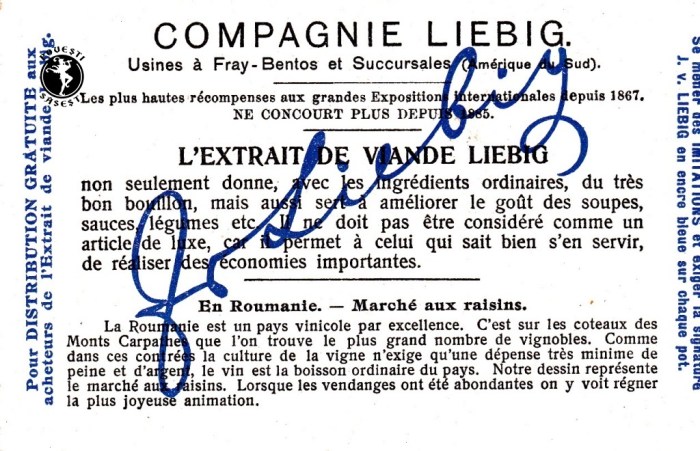 COMPAGNIE LIEBIG.
Usines à Fray-Bentos et Succursales (Amérique du Sud).
Les plus hautes récompenses aux grandes Expositions internationales depuis 1867.
NE CONCOURT PLUS DEPUIS 1885.
L'EXTRAIT DE VIANDE LIEBIG
non seulement donne, avec les ingrédients ordinaires, du très
bon bouillon, mais aussi sert à améliorer le goût des soupes,
sauces, légumes etc. Il ne doit pas être considéré comme un
article de luxe, car il permet à celui qui sait bien s'en servir,
de réaliser des économies importantes.
En Roumanie. — Marché aux raisins.
La Roumanie est un pays vinicole par excellence. C'est sur les coteaux des
Monts Carpathes que l'on trouve le plus grand nombre de vignobles. Comme
dans ces contrées la culture de la vigne n'exige qu'une dépense très minime de
peine et d'argent, le vin est la boisson ordinaire du pays. Notre dessin représente
le marché aux raisins. Lorsque les vendanges ont été abondantes on y voit régner
la plus joyeuse animation.
Pour DISTRIBUTION GRATUITE aux
acheteurs de l'Extrait de viande
Se méfier des IMITATIONS et exiger la signature
J. v. LIEBIG en encre bleue sur chaque pot.
J v Liebig